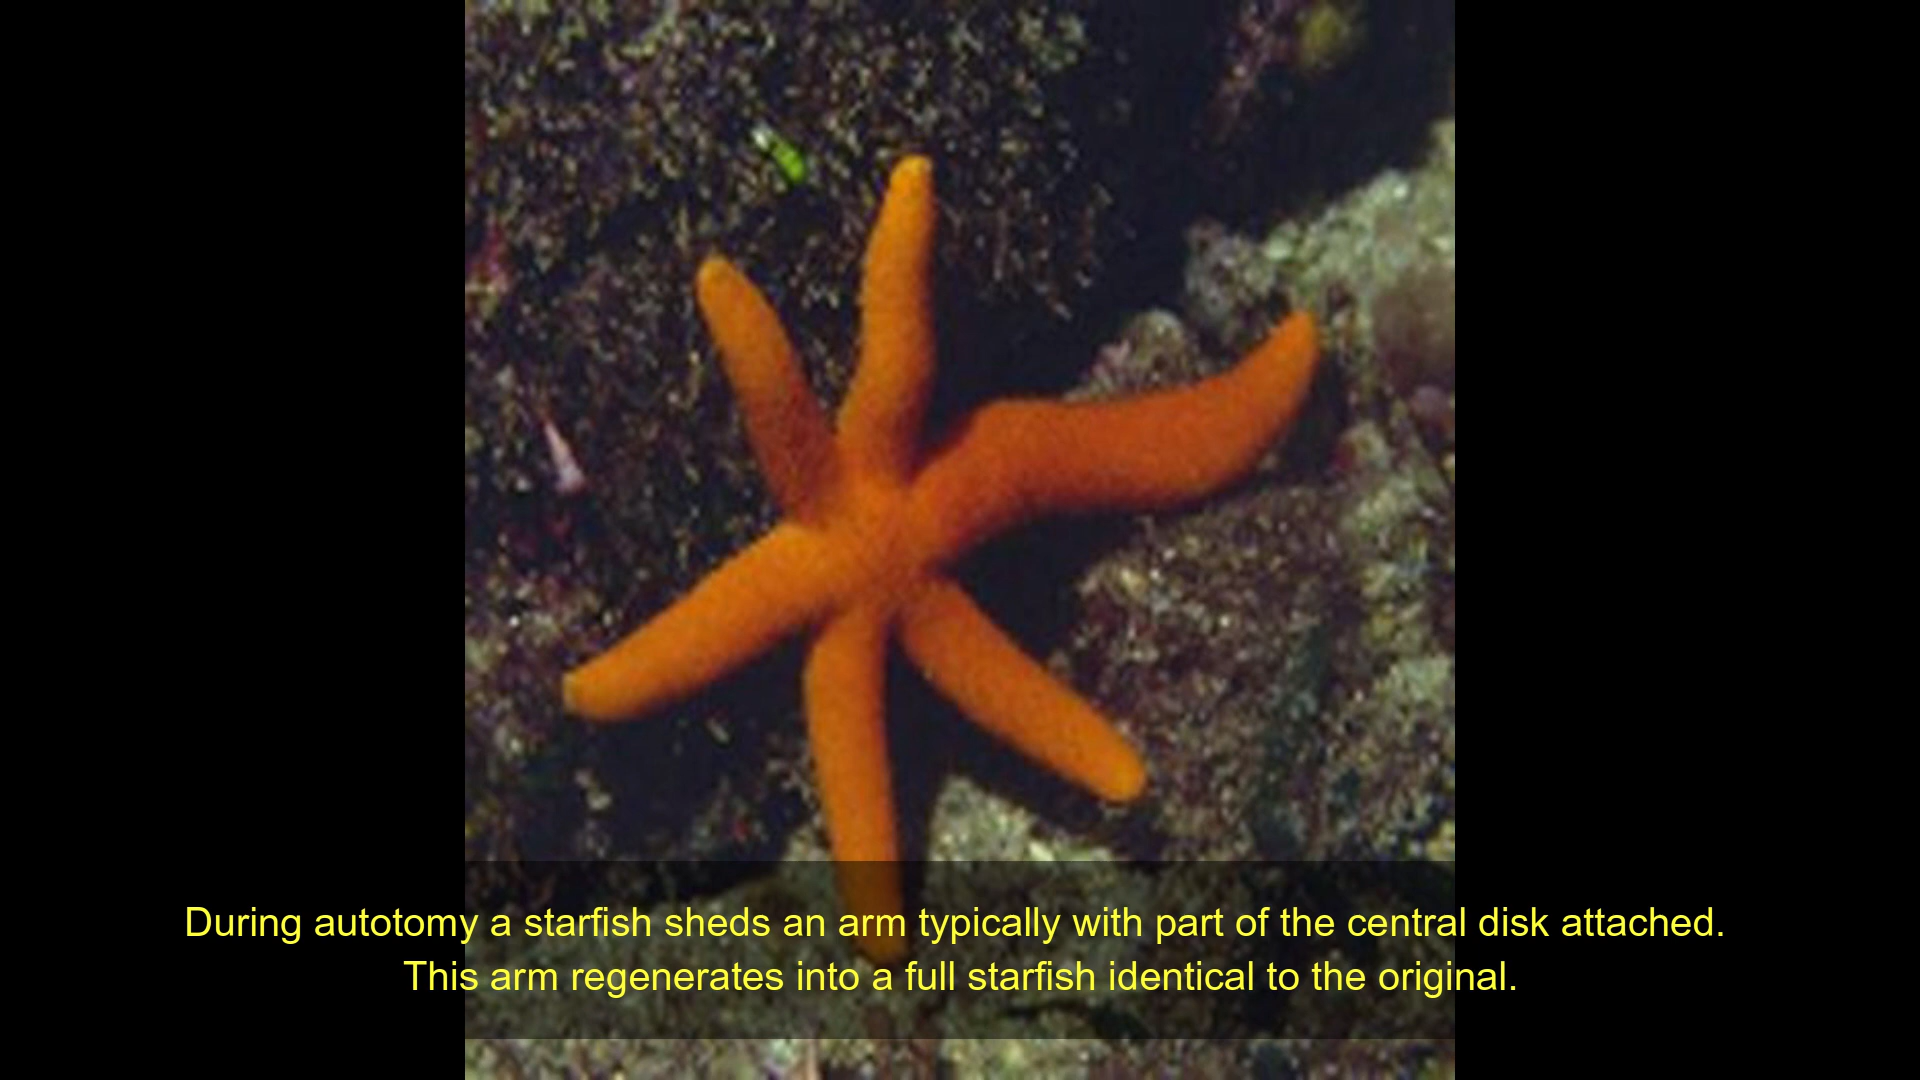 During autotomy a starfish sheds an arm typically with part of the central disk attached.
This arm regenerates into a full starfish identical to the original.